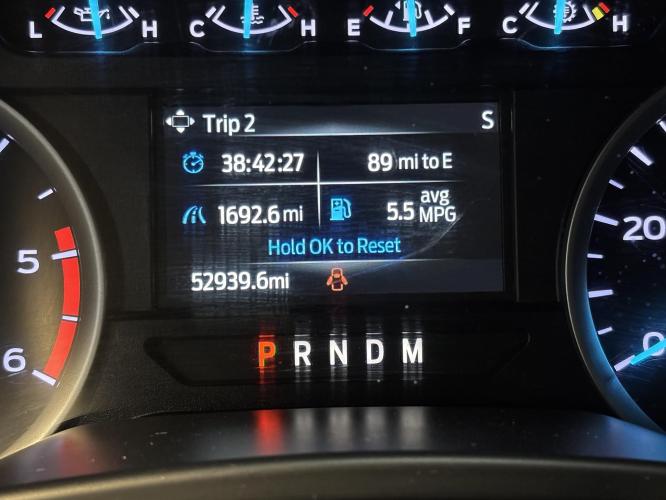 L H C H E F C H
Trip 2 S
38:42:27 89 mi to E
1692.6 mi 5.5 avg MPG
Hold OK to Reset
52939.6mi
5 20
6 0
P R N D M